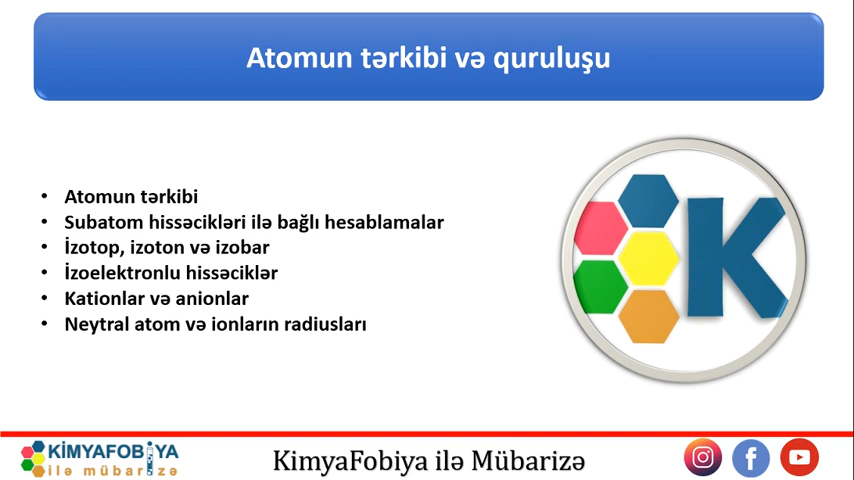 Atomun tərkibi və quruluşu
• Atomun tərkibi
• Subatom hissəcikləri ilə bağlı hesablamalar
• İzotop, izoton və izobar
• İzoelektronlu hissəciklər
• Kationlar və anionlar
• Neytral atom və ionların radiusları
K
KİMYAFOBİYA
ilə mübarizə
KimyaFobiya ilə Mübarizə